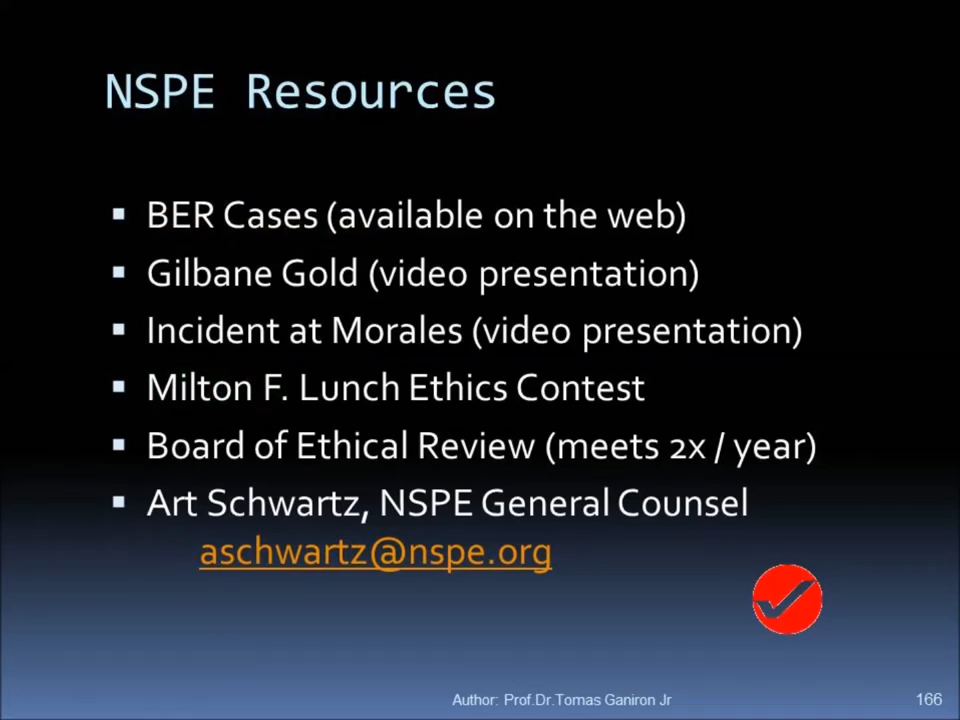 NSPE Resources
▪ BER Cases (available on the web)
▪ Gilbane Gold (video presentation)
▪ Incident at Morales (video presentation)
▪ Milton F. Lunch Ethics Contest
▪ Board of Ethical Review (meets 2x / year)
▪ Art Schwartz, NSPE General Counsel
aschwartz@nspe.org
Author: Prof.Dr.Tomas Ganiron Jr
166